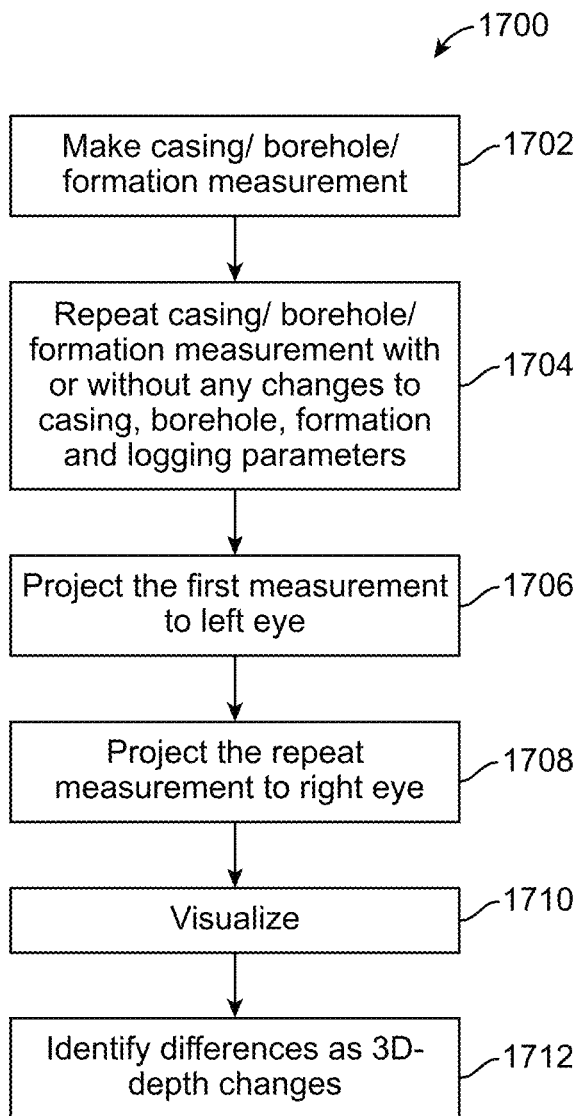 1700
Make casing/ borehole/
formation measurement
1702
Repeat casing/ borehole/
formation measurement with
or without any changes to
casing, borehole, formation
and logging parameters
1704
Project the first measurement
to left eye
1706
Project the repeat
measurement to right eye
1708
Visualize
1710
Identify differences as 3D-
depth changes
1712